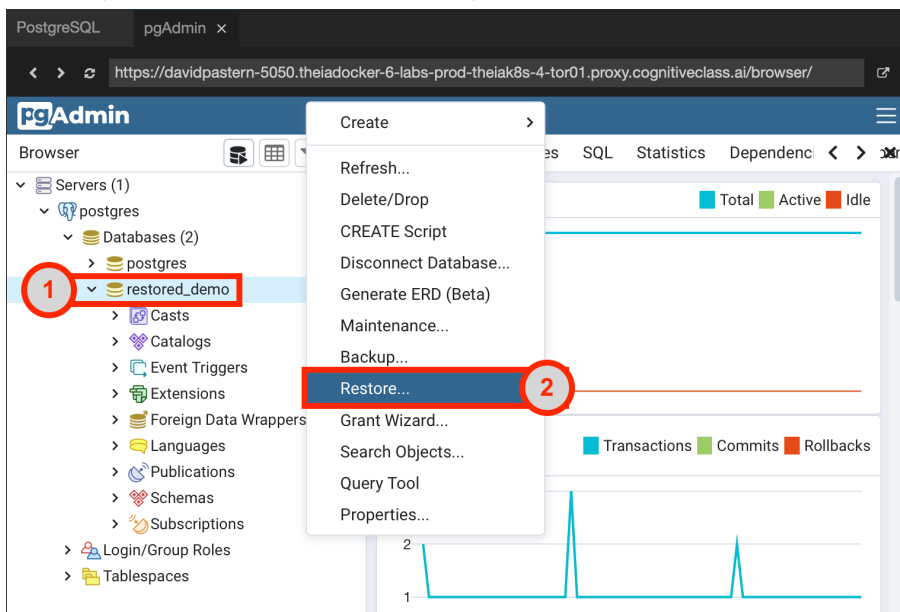 PostgreSQL pgAdmin ×
https://davidpastern-5050.theiadocker-6-labs-prod-theiak8s-4-tor01.proxy.cognitiveclass.ai/browser/
pgAdmin
Browser
SQL Statistics Dependenci
Servers (1)
postgres
Databases (2)
postgres
1
restored_demo
Casts
Catalogs
Event Triggers
Extensions
Foreign Data Wrappers
Languages
Publications
Schemas
Subscriptions
Login/Group Roles
Tablespaces
Create
Refresh...
Delete/Drop
CREATE Script
Disconnect Database...
Generate ERD (Beta)
Maintenance...
Backup...
Restore...
2
Grant Wizard...
Search Objects...
Query Tool
Properties...
Total Active Idle
Transactions Commits Rollbacks
2
1